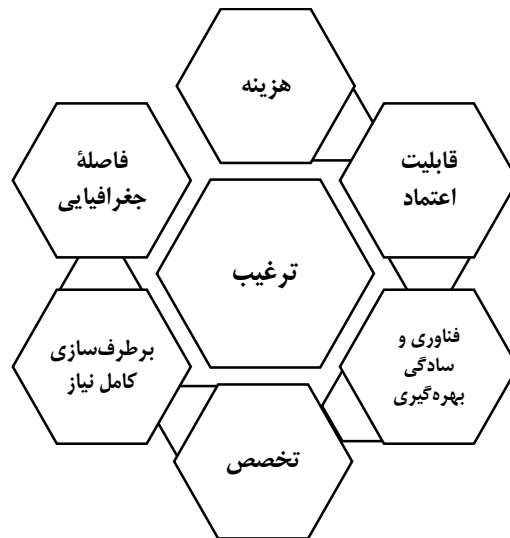 هزینه
قابلیت
اعتماد
فاصلهٔ
جغرافیایی
ترغیب
فناوری و
سادگی
بهره‌گیری
برطرف‌سازی
کامل نیاز
تخصص